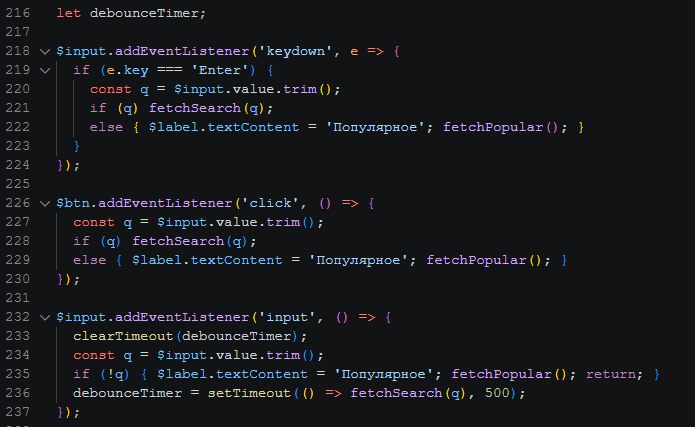 216 let debounceTimer;
217
218 $input.addEventListener('keydown', e => {
219 if (e.key === 'Enter') {
220 const q = $input.value.trim();
221 if (q) fetchSearch(q);
222 else { $label.textContent = 'Популярное'; fetchPopular(); }
223 }
224 });
225
226 $btn.addEventListener('click', () => {
227 const q = $input.value.trim();
228 if (q) fetchSearch(q);
229 else { $label.textContent = 'Популярное'; fetchPopular(); }
230 });
231
232 $input.addEventListener('input', () => {
233 clearTimeout(debounceTimer);
234 const q = $input.value.trim();
235 if (!q) { $label.textContent = 'Популярное'; fetchPopular(); return; }
236 debounceTimer = setTimeout(() => fetchSearch(q), 500);
237 });